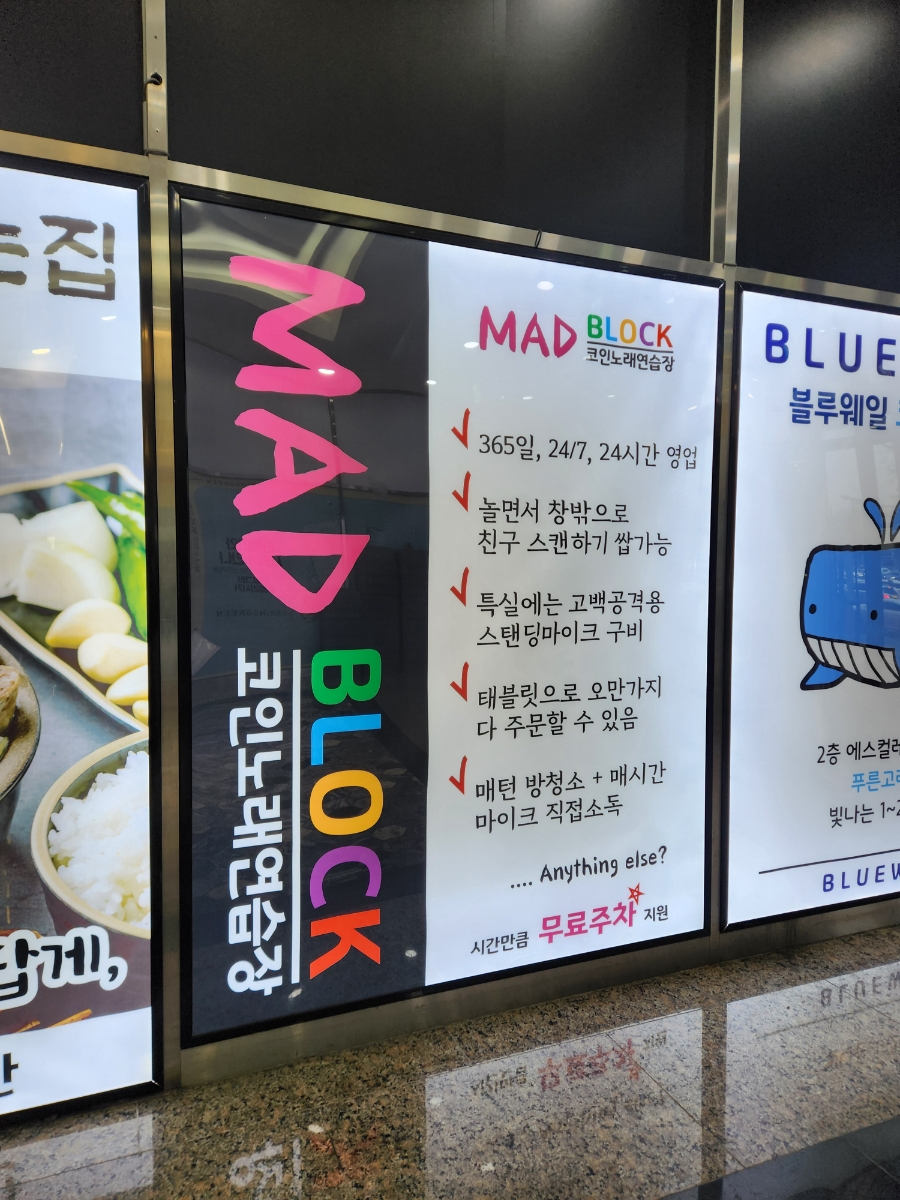 집
답게,
MAD
BLOCK
코인노래연습장
MAD BLOCK
코인노래연습장
365일, 24/7, 24시간 영업
놀면서 창밖으로
친구 스캔하기 쌉가능
특실에는 고백공격용
스탠딩마이크 구비
태블릿으로 오만가지
다 주문할 수 있음
매턴 방청소 + 매시간
마이크 직접소독
.... Anything else?
시간만큼 무료주차 지원
BLUE
블루웨일
2층 에스컬
푸른고
빛나는 1~2
BLUEW